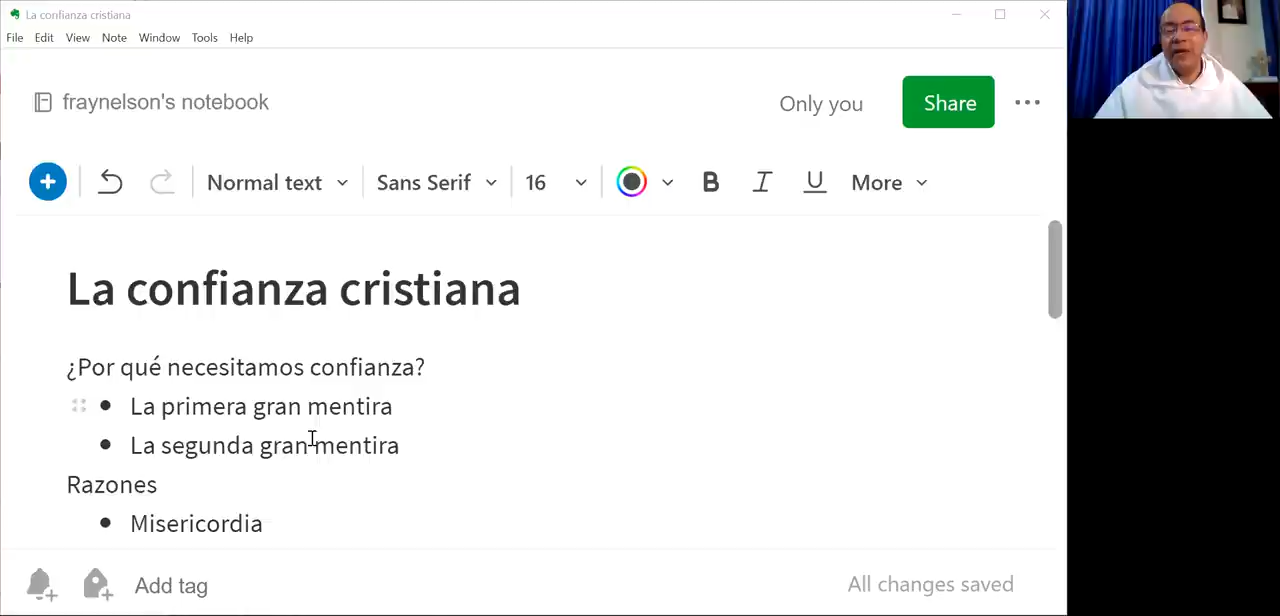 La confianza cristiana
File Edit View Note Window Tools Help
fraynelson's notebook
Only you Share
Normal text Sans Serif 16 B I U More
La confianza cristiana
¿Por qué necesitamos confianza?
La primera gran mentira
La segunda gran mentira
Razones
Misericordia
Add tag
All changes saved